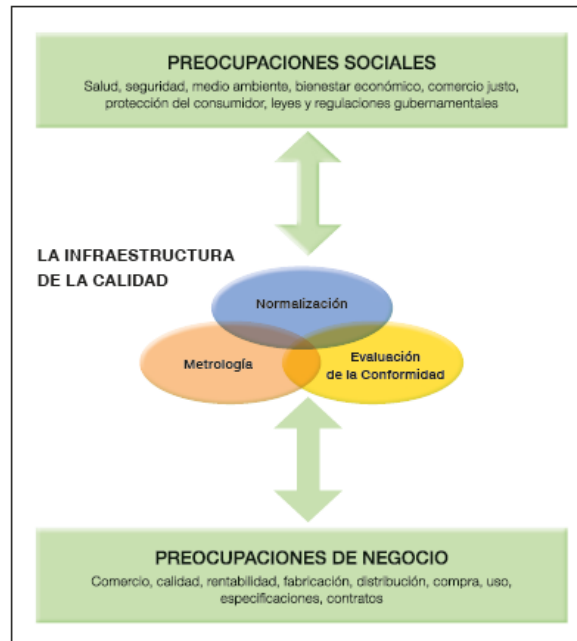 PREOCUPACIONES SOCIALES
Salud, seguridad, medio ambiente, bienestar económico, comercio justo,
protección del consumidor, leyes y regulaciones gubernamentales
LA INFRAESTRUCTURA
DE LA CALIDAD
Normalización
Metrología
Evaluación
de la Conformidad
PREOCUPACIONES DE NEGOCIO
Comercio, calidad, rentabilidad, fabricación, distribución, compra, uso,
especificaciones, contratos